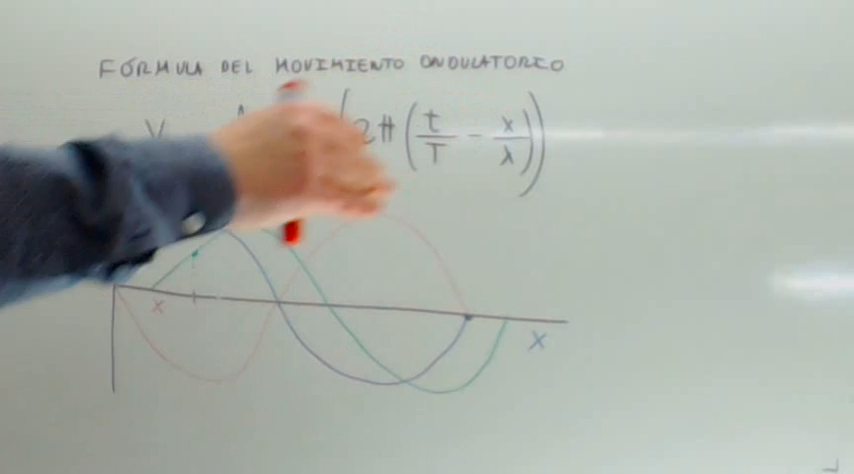 FÓRMULA DEL MOVIMIENTO ONDULATORIO
Y A (2π(t/T - x/λ))
x
X